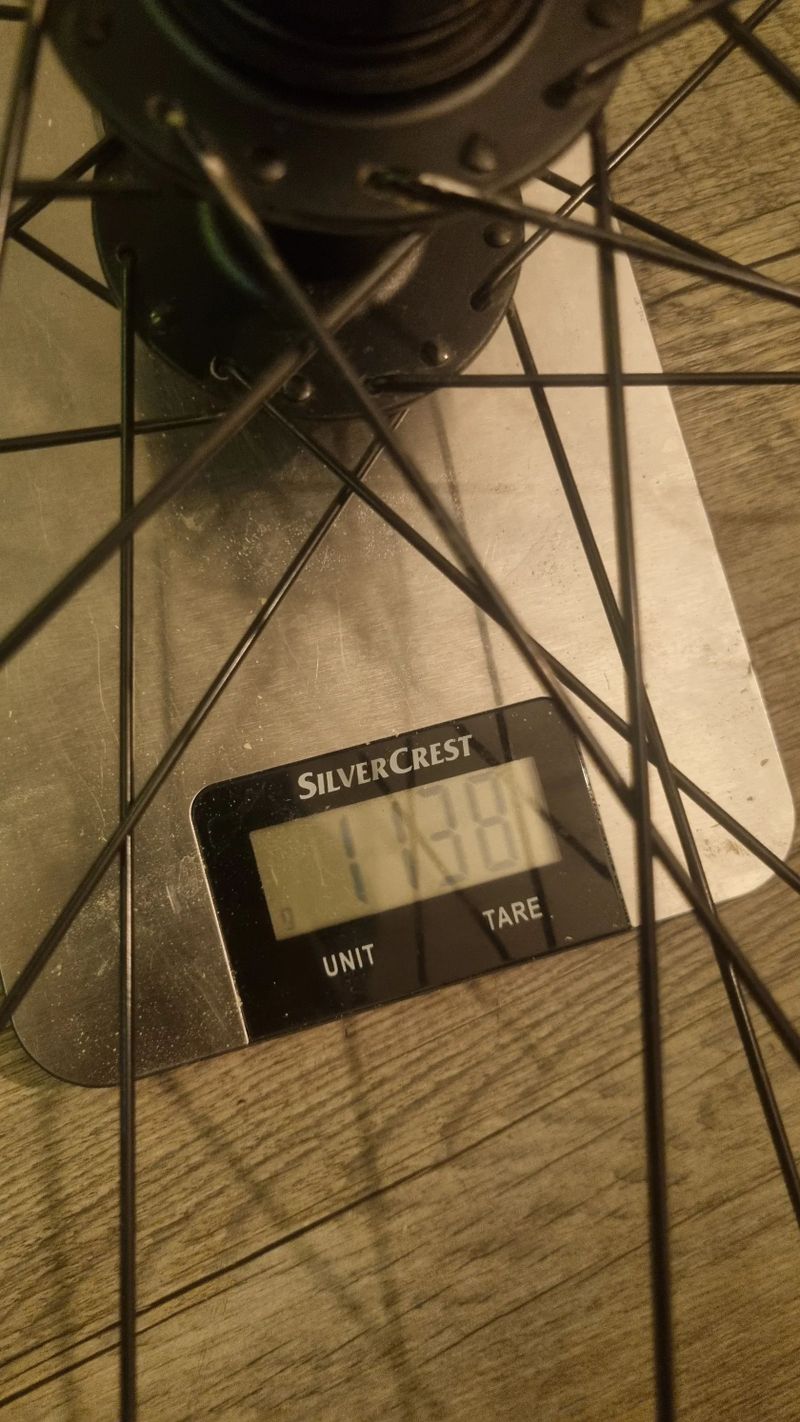 SILVERCREST
1138
g
UNIT
TARE